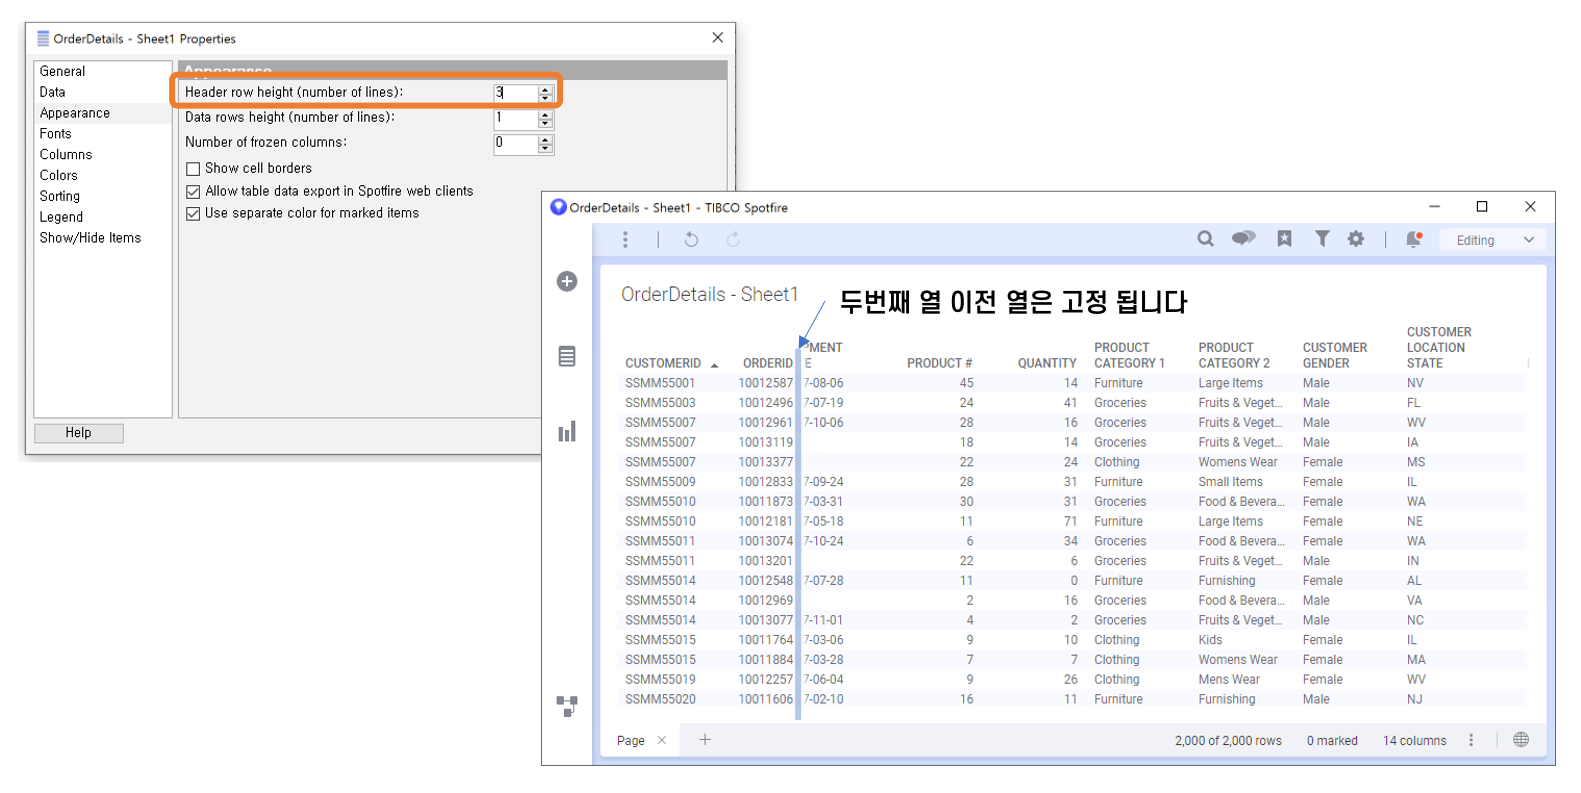 OrderDetails - Sheet1 Properties
General
Data
Appearance
Fonts
Columns
Colors
Sorting
Legend
Show/Hide Items
Appearance
Header row height (number of lines): 3
Data rows height (number of lines): 1
Number of frozen columns: 0
Show cell borders
Allow table data export in Spotfire web clients
Use separate color for marked items
Help
OrderDetails - Sheet1 - TIBCO Spotfire
Editing
OrderDetails - Sheet1
두번째 열 이전 열은 고정 됩니다
CUSTOMERID ORDERID PMENT E PRODUCT # QUANTITY PRODUCT CATEGORY 1 PRODUCT CATEGORY 2 CUSTOMER GENDER CUSTOMER LOCATION STATE
SSMM55001 10012587 7-08-06 45 14 Furniture Large Items Male NV
SSMM55003 10012496 7-07-19 24 41 Groceries Fruits & Veget... Male FL
SSMM55007 10012961 7-10-06 28 16 Groceries Fruits & Veget... Male WV
SSMM55007 10013119 18 14 Groceries Fruits & Veget... Male IA
SSMM55007 10013377 22 24 Clothing Womens Wear Female MS
SSMM55009 10012833 7-09-24 28 31 Furniture Small Items Female IL
SSMM55010 10011873 7-03-31 30 31 Groceries Food & Bevera... Female WA
SSMM55010 10012181 7-05-18 11 71 Furniture Large Items Female NE
SSMM55011 10013074 7-10-24 6 34 Groceries Food & Bevera... Female WA
SSMM55011 10013201 22 6 Groceries Fruits & Veget... Male IN
SSMM55014 10012548 7-07-28 11 0 Furniture Furnishing Female AL
SSMM55014 10012969 2 16 Groceries Food & Bevera... Male VA
SSMM55014 10013077 7-11-01 4 2 Groceries Fruits & Veget... Male NC
SSMM55015 10011764 7-03-06 9 10 Clothing Kids Female IL
SSMM55015 10011884 7-03-28 7 7 Clothing Womens Wear Female MA
SSMM55019 10012257 7-06-04 9 26 Clothing Mens Wear Female WV
SSMM55020 10011606 7-02-10 16 11 Furniture Furnishing Male NJ
Page
2,000 of 2,000 rows 0 marked 14 columns